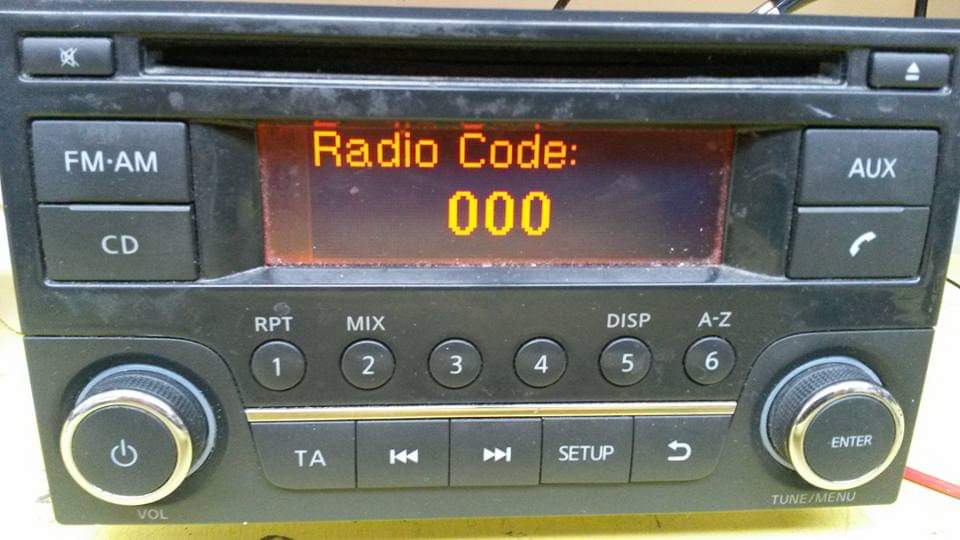 Radio Code:
000
FM·AM
AUX
CD
RPT MIX DISP A-Z
1 2 3 4 5 6
TA SETUP ENTER
VOL TUNE/MENU